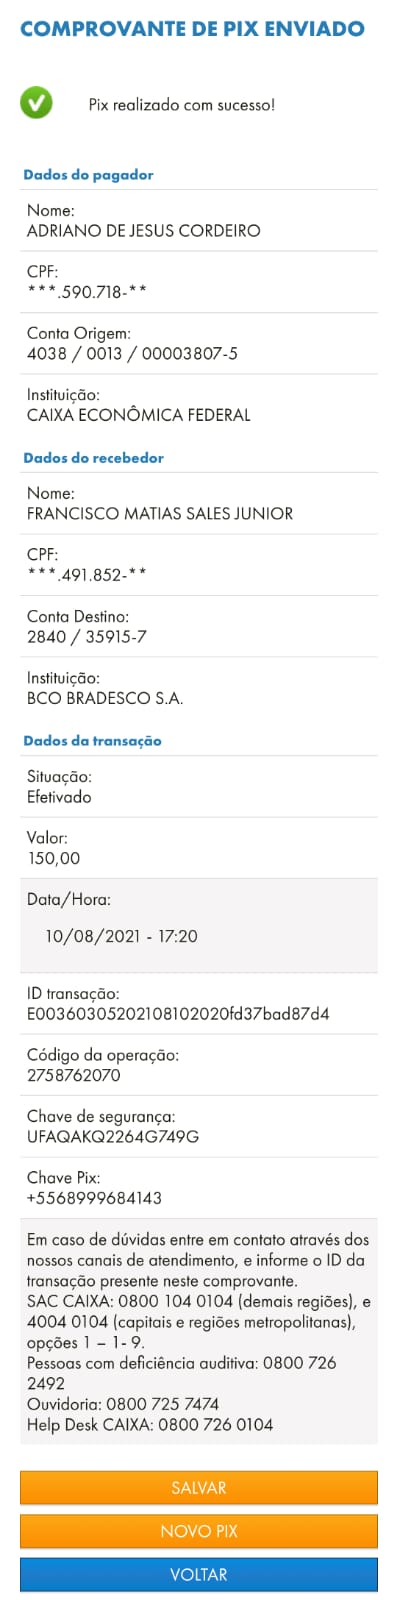 COMPROVANTE DE PIX ENVIADO
Pix realizado com sucesso!
Dados do pagador
Nome:
ADRIANO DE JESUS CORDEIRO
CPF:
***.590.718-**
Conta Origem:
4038 / 0013 / 00003807-5
Instituição:
CAIXA ECONÔMICA FEDERAL
Dados do recebedor
Nome:
FRANCISCO MATIAS SALES JUNIOR
CPF:
***.491.852-**
Conta Destino:
2840 / 35915-7
Instituição:
BCO BRADESCO S.A.
Dados da transação
Situação:
Efetivado
Valor:
150,00
Data/Hora:
10/08/2021 - 17:20
ID transação:
E00360305202108102020fd37bad87d4
Código da operação:
2758762070
Chave de segurança:
UFAQAKQ2264G749G
Chave Pix:
+5568999684143
Em caso de dúvidas entre em contato através dos
nossos canais de atendimento, e informe o ID da
transação presente neste comprovante.
SAC CAIXA: 0800 104 0104 (demais regiões), e
4004 0104 (capitais e regiões metropolitanas),
opções 1 – 1- 9.
Pessoas com deficiência auditiva: 0800 726
2492
Ouvidoria: 0800 725 7474
Help Desk CAIXA: 0800 726 0104
SALVAR
NOVO PIX
VOLTAR